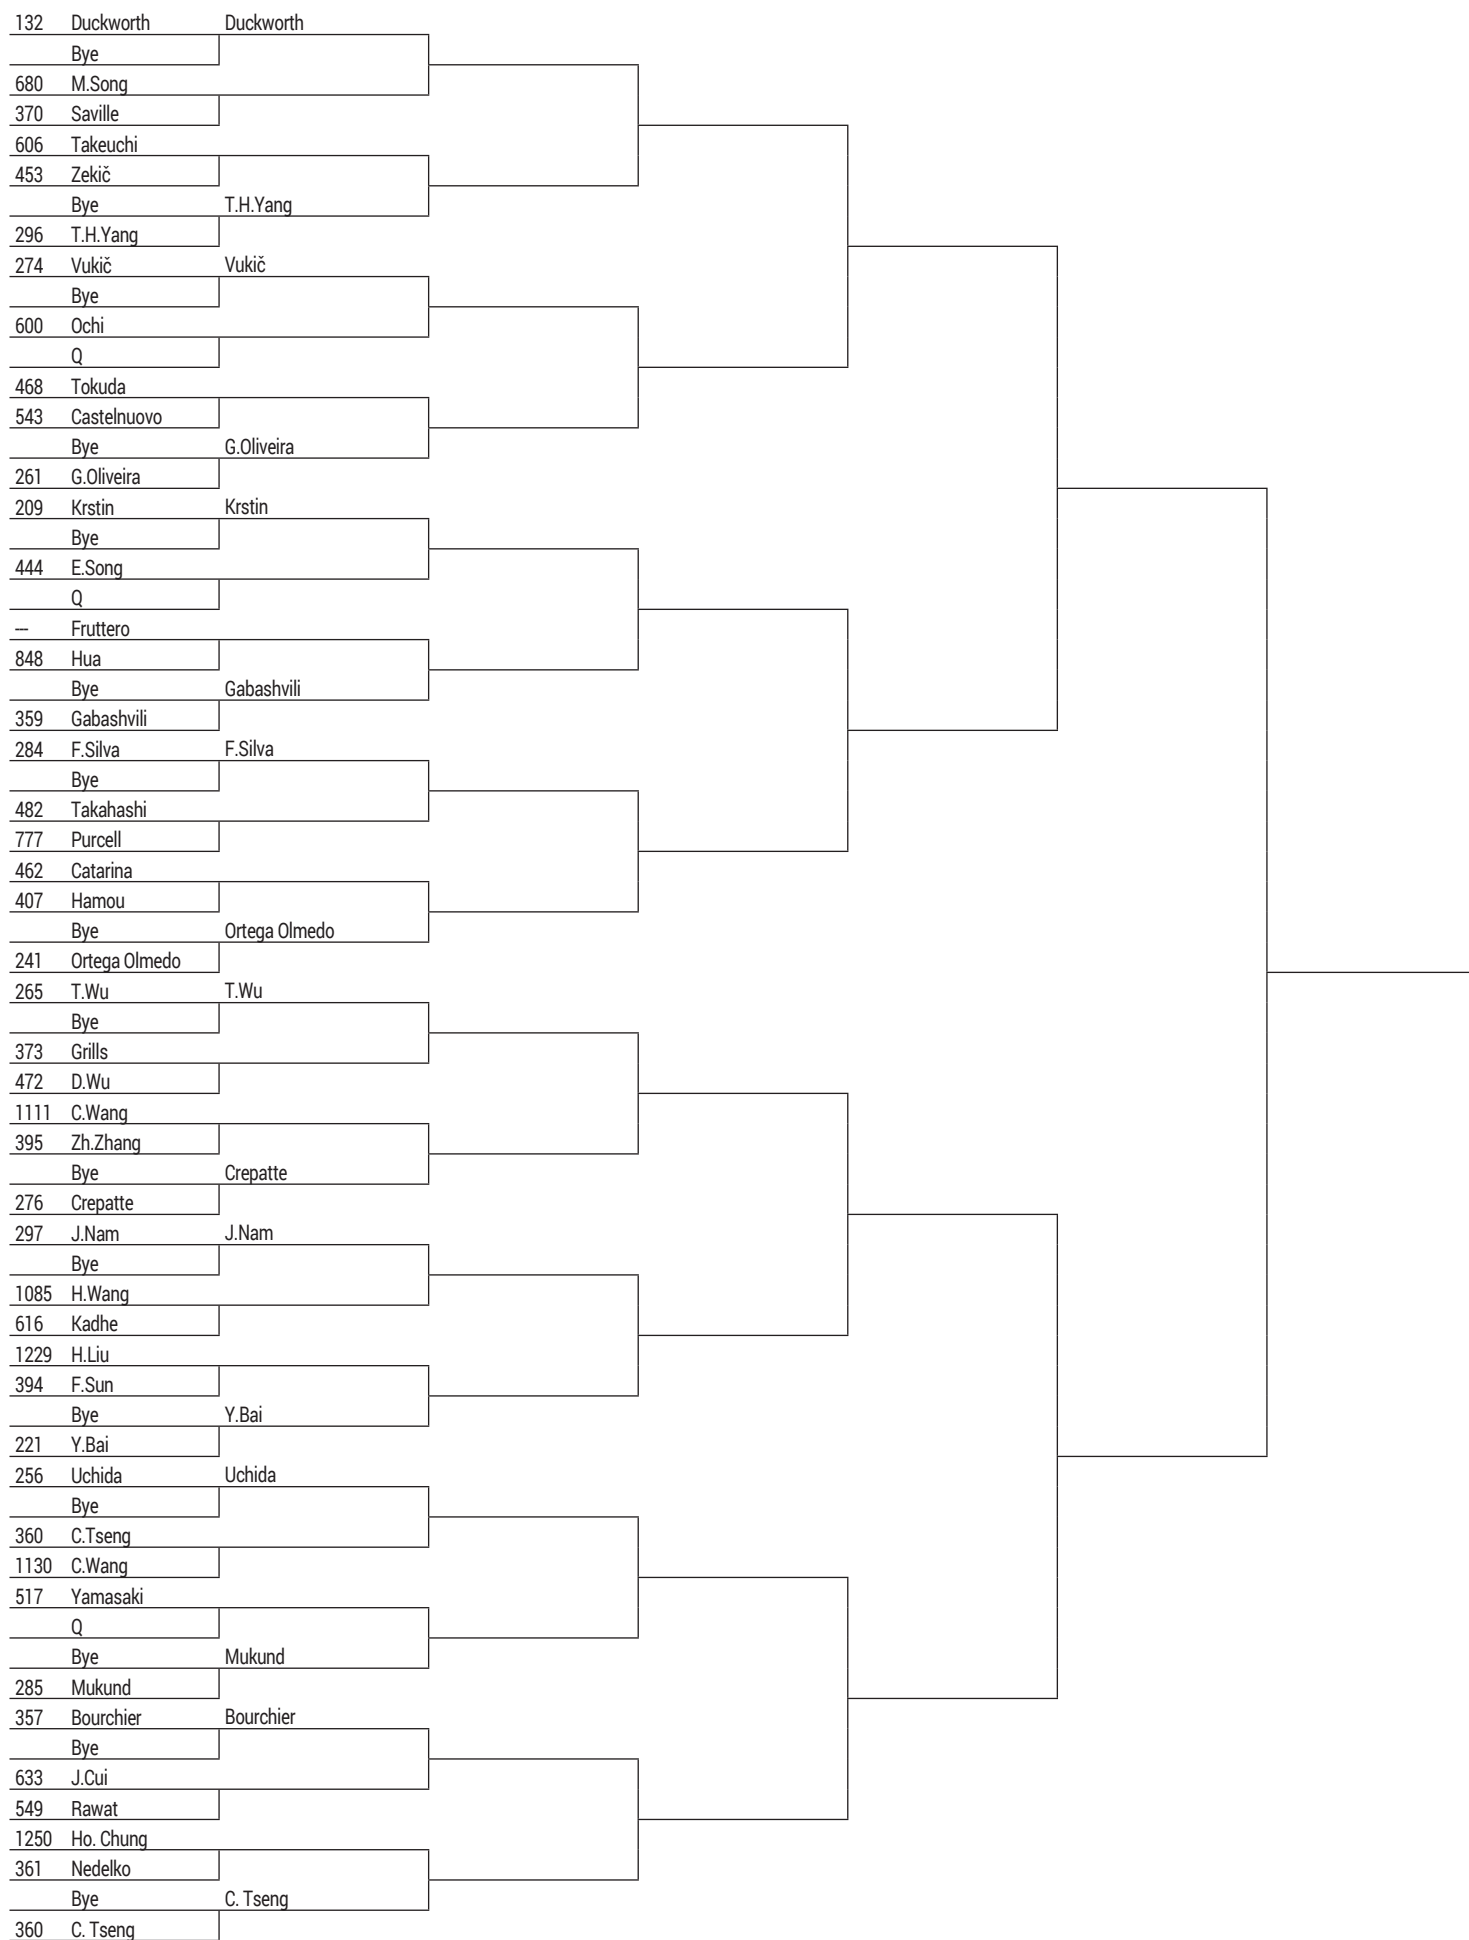 132 Duckworth Duckworth
Bye
680 M.Song
370 Saville
606 Takeuchi
453 Zekič
Bye T.H.Yang
296 T.H.Yang
274 Vukič Vukič
Bye
600 Ochi
Q
468 Tokuda
543 Castelnuovo
Bye G.Oliveira
261 G.Oliveira
209 Krstin Krstin
Bye
444 E.Song
Q
--- Fruttero
848 Hua
Bye Gabashvili
359 Gabashvili
284 F.Silva F.Silva
Bye
482 Takahashi
777 Purcell
462 Catarina
407 Hamou
Bye Ortega Olmedo
241 Ortega Olmedo
265 T.Wu T.Wu
Bye
373 Grills
472 D.Wu
1111 C.Wang
395 Zh.Zhang
Bye Crepatte
276 Crepatte
297 J.Nam J.Nam
Bye
1085 H.Wang
616 Kadhe
1229 H.Liu
394 F.Sun
Bye Y.Bai
221 Y.Bai
256 Uchida Uchida
Bye
360 C.Tseng
1130 C.Wang
517 Yamasaki
Q
Bye Mukund
285 Mukund
357 Bourchier Bourchier
Bye
633 J.Cui
549 Rawat
1250 Ho. Chung
361 Nedelko
Bye C. Tseng
360 C. Tseng